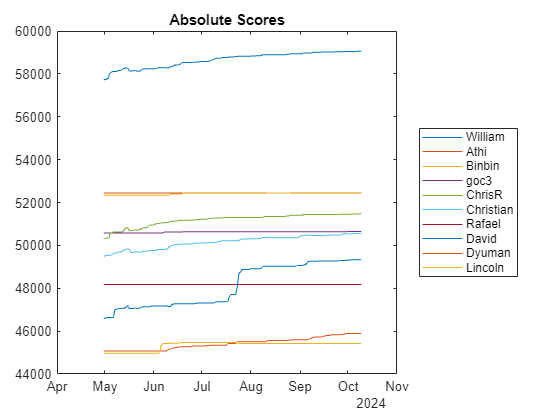 Absolute Scores
60000
58000
56000
54000
52000
50000
48000
46000
44000
Apr May Jun Jul Aug Sep Oct Nov
2024
William
Athi
Binbin
goc3
ChrisR
Christian
Rafael
David
Dyuman
Lincoln